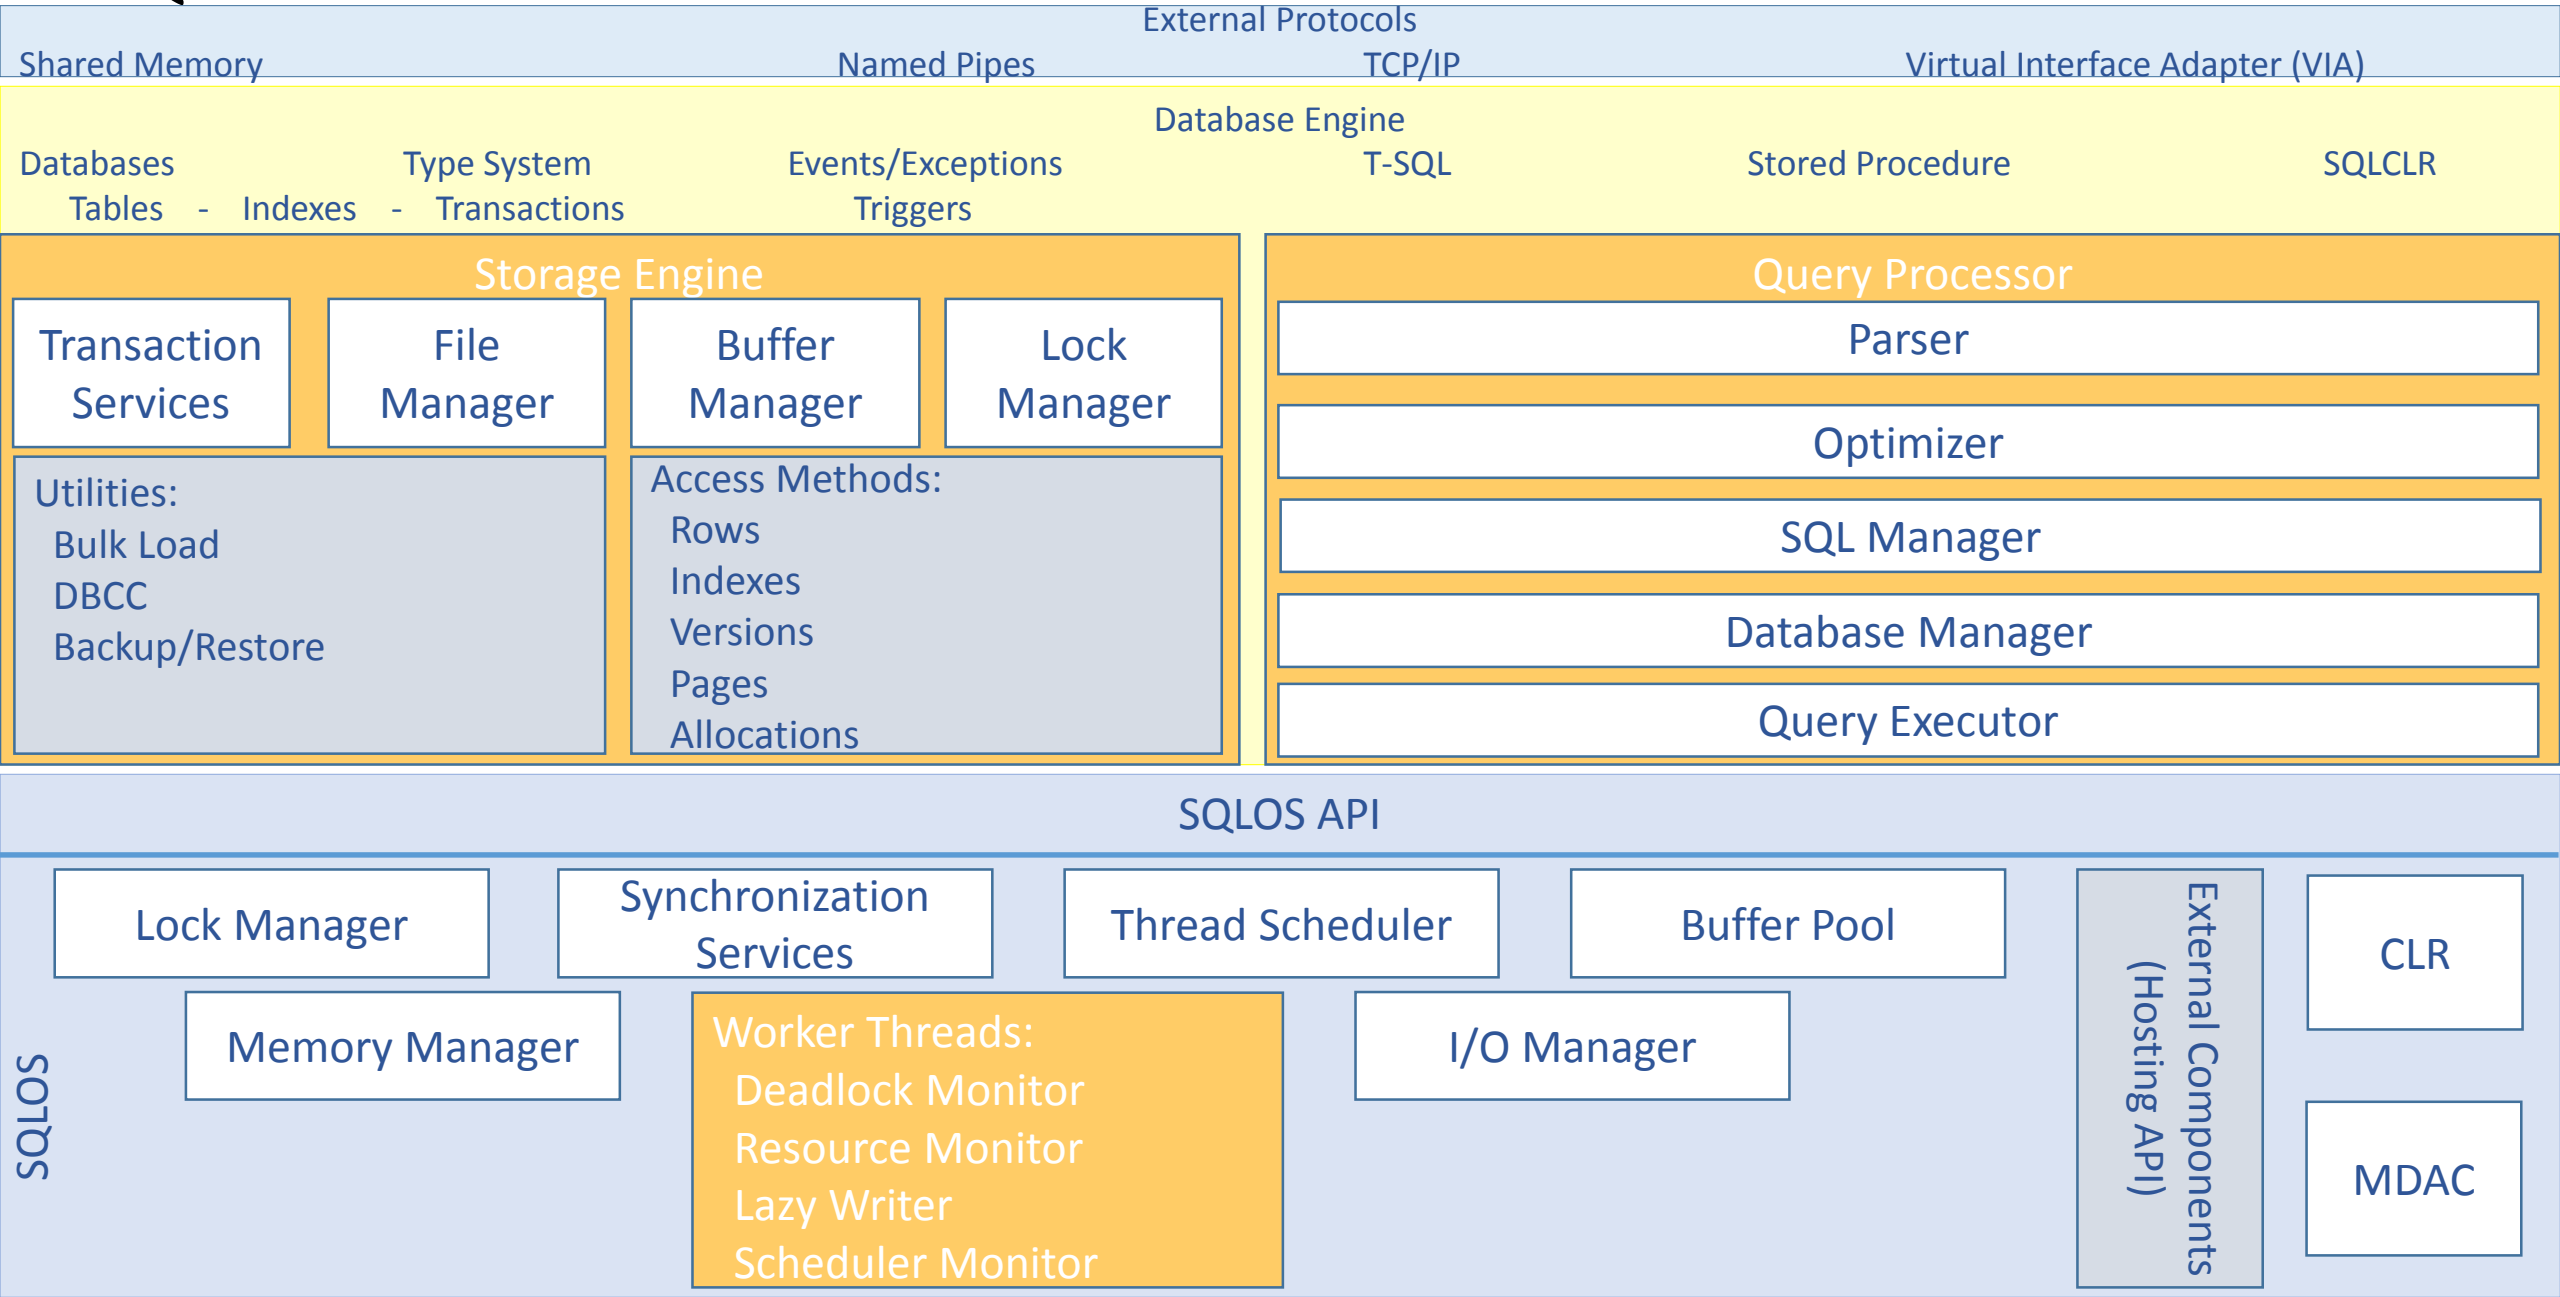 External Protocols
Shared Memory Named Pipes TCP/IP Virtual Interface Adapter (VIA)
Database Engine
Databases Type System Events/Exceptions T-SQL Stored Procedure SQLCLR
Tables - Indexes - Transactions Triggers
Storage Engine
Transaction
Services
File
Manager
Buffer
Manager
Lock
Manager
Utilities:
Bulk Load
DBCC
Backup/Restore
Access Methods:
Rows
Indexes
Versions
Pages
Allocations
Query Processor
Parser
Optimizer
SQL Manager
Database Manager
Query Executor
SQLOS API
SQLOS
Lock Manager
Synchronization
Services
Thread Scheduler
Buffer Pool
Memory Manager
Worker Threads:
Deadlock Monitor
Resource Monitor
Lazy Writer
Scheduler Monitor
I/O Manager
External Components
(Hosting API)
CLR
MDAC